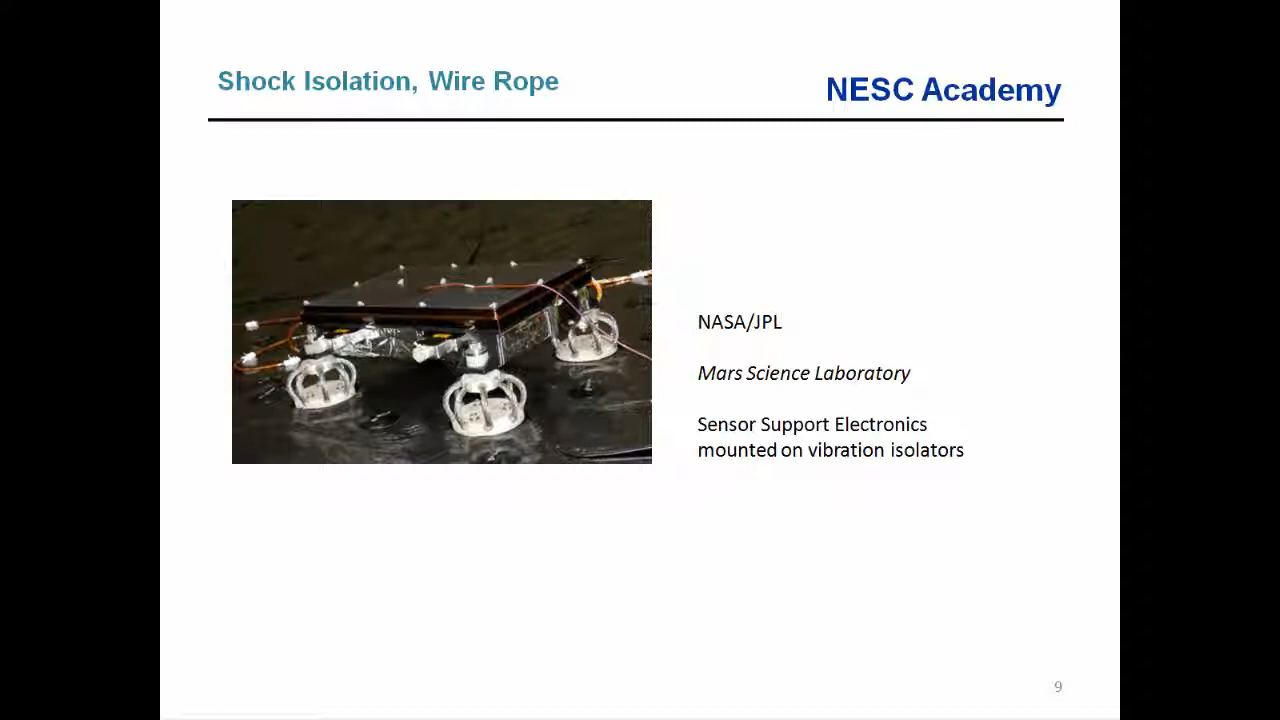 Shock Isolation, Wire Rope
NESC Academy
NASA/JPL
Mars Science Laboratory
Sensor Support Electronics
mounted on vibration isolators
9